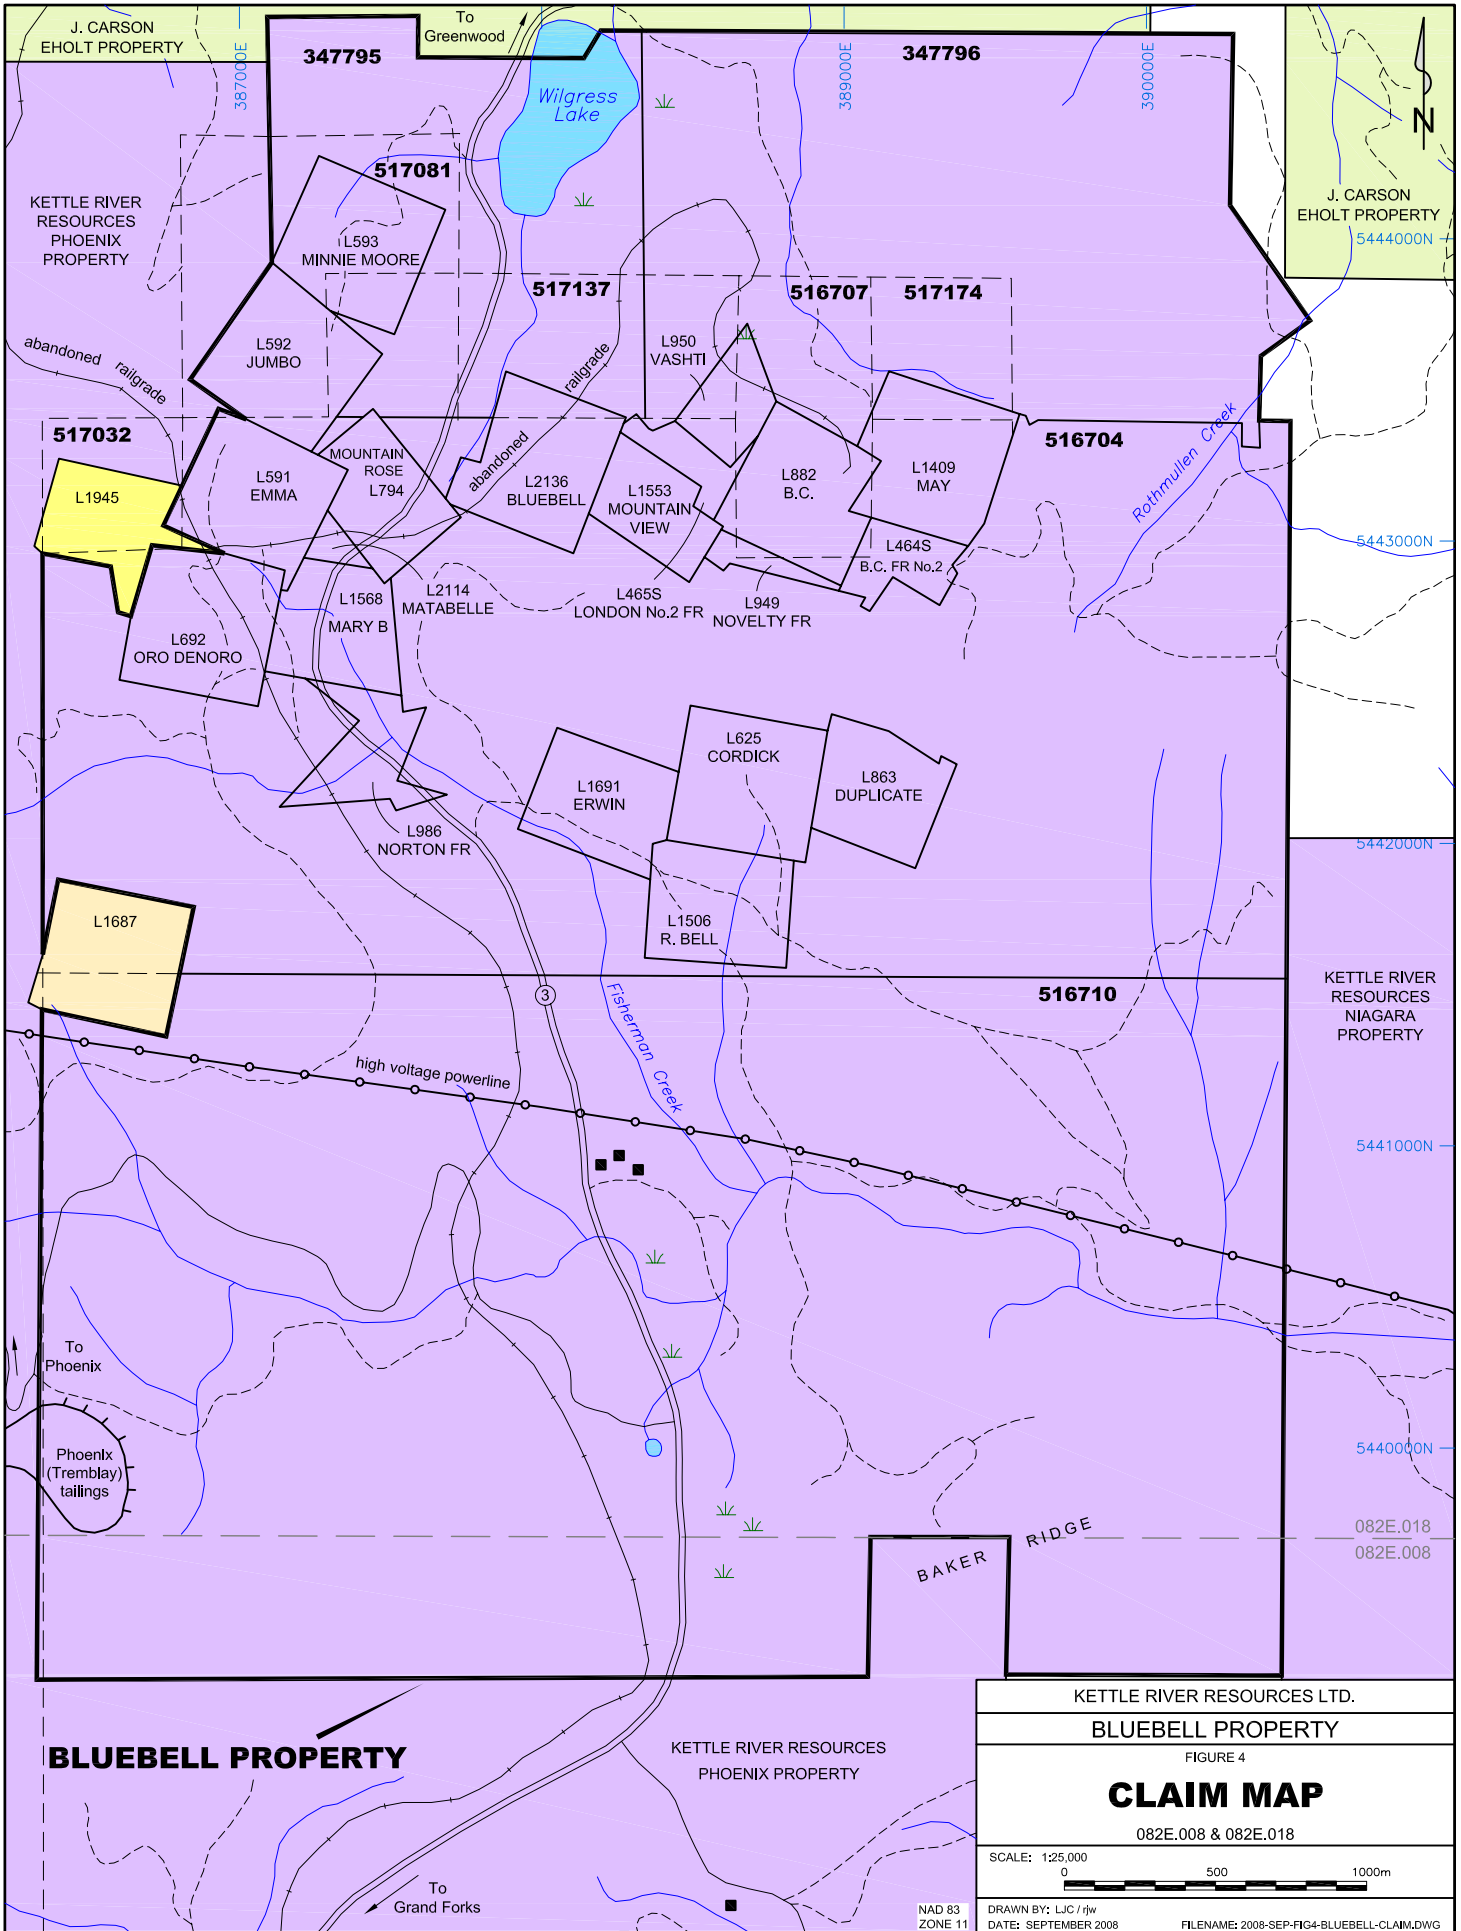 J. CARSON
EHOLT PROPERTY
To
Greenwood
347795
347796
387000E
389000E
390000E
Wilgress
Lake
N
517081
KETTLE RIVER
RESOURCES
PHOENIX
PROPERTY
J. CARSON
EHOLT PROPERTY
5444000N
L593
MINNIE MOORE
517137
516707
517174
L592
JUMBO
L950
VASHTI
abandoned railgrade
abandoned railgrade
517032
516704
Rothmullen Creek
L1945
L591
EMMA
MOUNTAIN
ROSE
L794
L2136
BLUEBELL
L1553
MOUNTAIN
VIEW
L882
B.C.
L1409
MAY
5443000N
L464S
B.C. FR No.2
L1568
MARY B
L2114
MATABELLE
L465S
LONDON No.2 FR
L949
NOVELTY FR
L692
ORO DENORO
L625
CORDICK
L1691
ERWIN
L863
DUPLICATE
L986
NORTON FR
5442000N
L1687
L1506
R. BELL
516710
3
Fisherman Creek
KETTLE RIVER
RESOURCES
NIAGARA
PROPERTY
high voltage powerline
5441000N
To
Phoenix
Phoenix
(Tremblay)
tailings
5440000N
082E.018
082E.008
BAKER RIDGE
BLUEBELL PROPERTY
KETTLE RIVER RESOURCES
PHOENIX PROPERTY
To
Grand Forks
NAD 83
ZONE 11
KETTLE RIVER RESOURCES LTD.
BLUEBELL PROPERTY
FIGURE 4
CLAIM MAP
082E.008 & 082E.018
SCALE: 1:25,000
0 500 1000m
DRAWN BY: LJC / rjw
DATE: SEPTEMBER 2008 FILENAME: 2008-SEP-FIG4-BLUEBELL-CLAIM.DWG